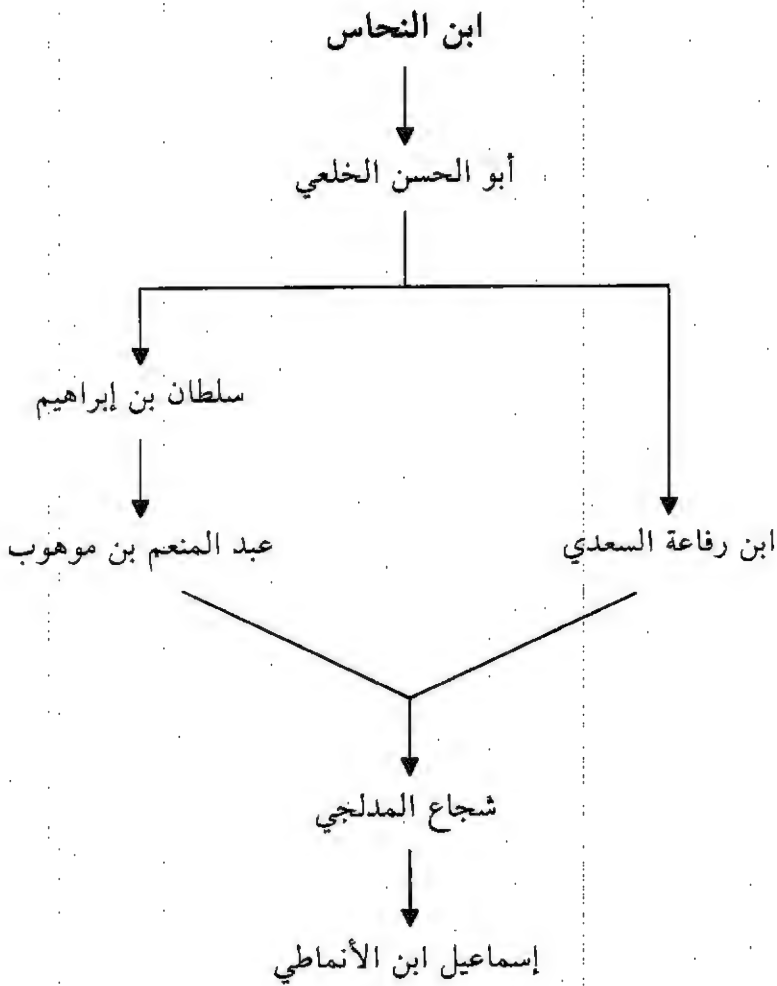 ابن النحاس
أبو الحسن الخلعي
سلطان بن إبراهيم
ابن رفاعة السعدي
عبد المنعم بن موهوب
شجاع المدلجي
إسماعيل ابن الأنماطي